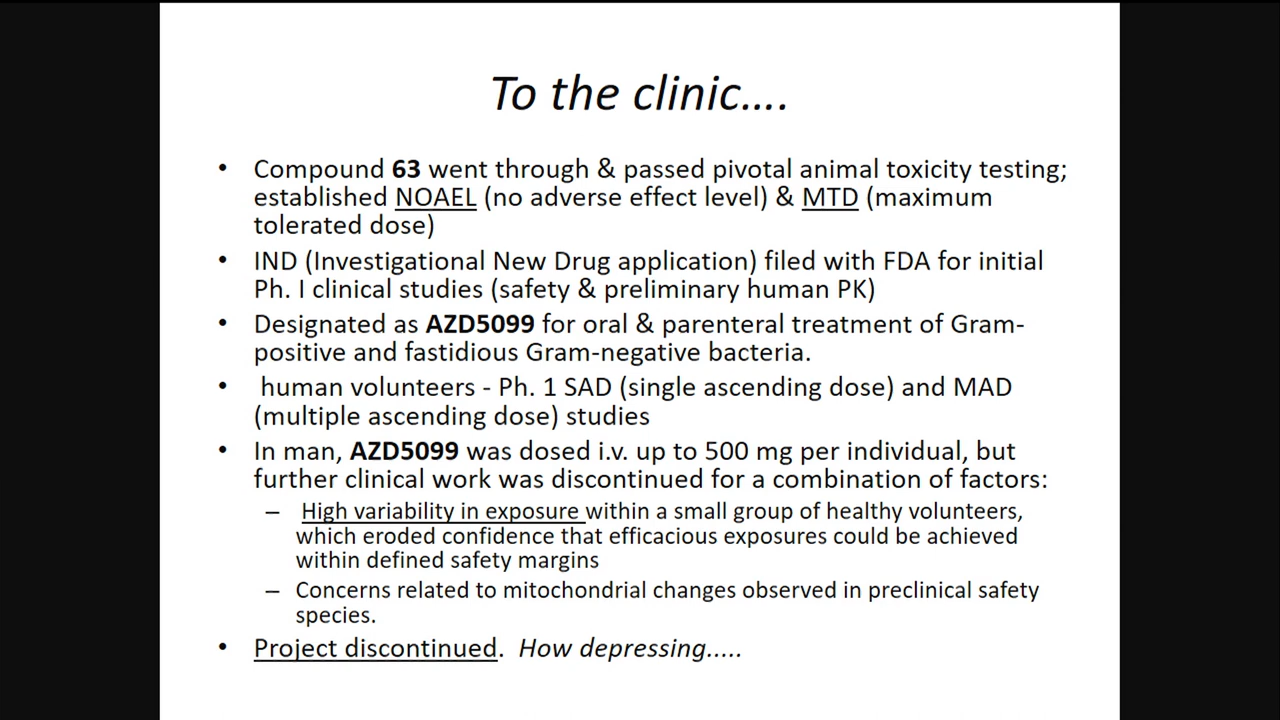 To the clinic....
• Compound 63 went through & passed pivotal animal toxicity testing;
established NOAEL (no adverse effect level) & MTD (maximum
tolerated dose)
• IND (Investigational New Drug application) filed with FDA for initial
Ph. I clinical studies (safety & preliminary human PK)
• Designated as AZD5099 for oral & parenteral treatment of Gram-
positive and fastidious Gram-negative bacteria.
• human volunteers - Ph. 1 SAD (single ascending dose) and MAD
(multiple ascending dose) studies
• In man, AZD5099 was dosed i.v. up to 500 mg per individual, but
further clinical work was discontinued for a combination of factors:
– High variability in exposure within a small group of healthy volunteers,
which eroded confidence that efficacious exposures could be achieved
within defined safety margins
– Concerns related to mitochondrial changes observed in preclinical safety
species.
• Project discontinued. How depressing.....